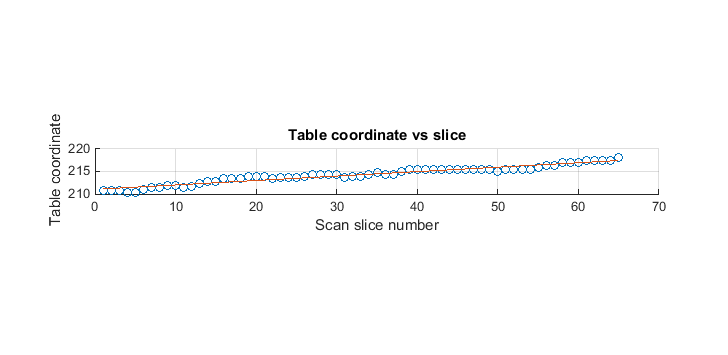 Table coordinate vs slice
Table coordinate
220
215
210
0 10 20 30 40 50 60 70
Scan slice number